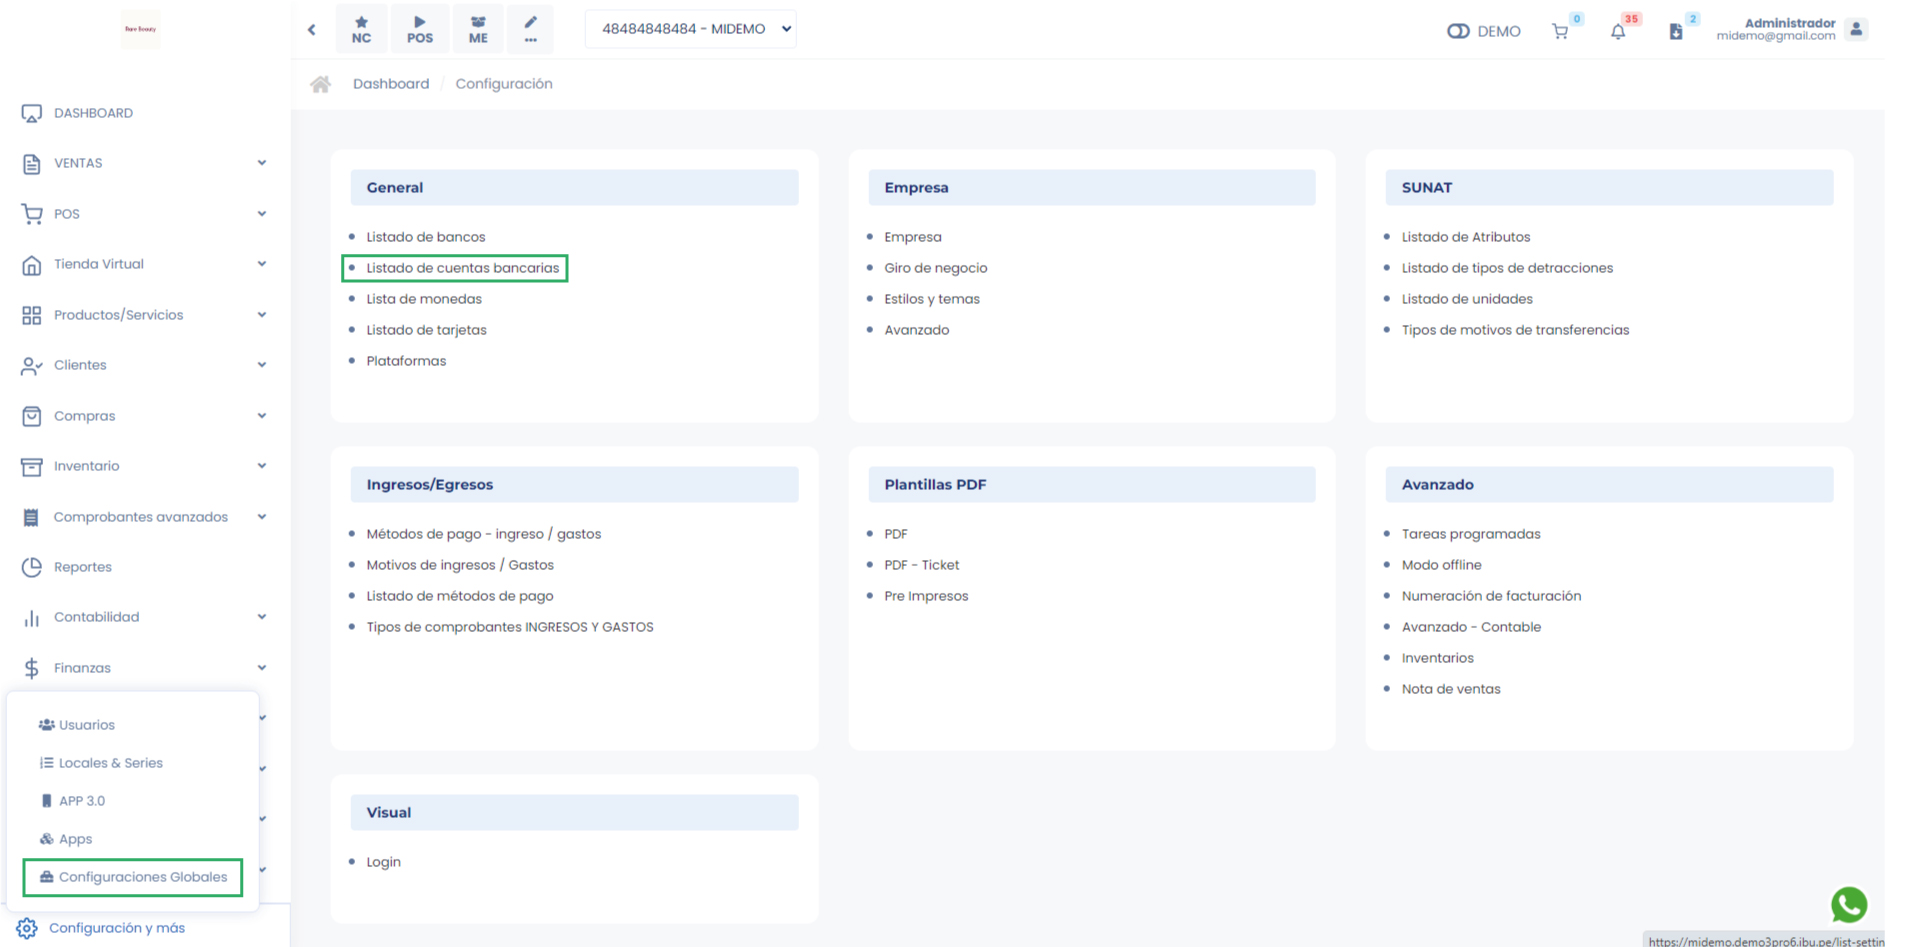 Rare Beauty
NC
POS
ME
...
48484848484 - MIDEMO
DEMO
0
35
2
Administrador
midemo@gmail.com
Dashboard / Configuración
DASHBOARD
VENTAS
POS
Tienda Virtual
Productos/Servicios
Clientes
Compras
Inventario
Comprobantes avanzados
Reportes
Contabilidad
Finanzas
Usuarios
Locales & Series
APP 3.0
Apps
Configuraciones Globales
Configuración y más
General
Listado de bancos
Listado de cuentas bancarias
Lista de monedas
Listado de tarjetas
Plataformas
Empresa
Empresa
Giro de negocio
Estilos y temas
Avanzado
SUNAT
Listado de Atributos
Listado de tipos de detracciones
Listado de unidades
Tipos de motivos de transferencias
Ingresos/Egresos
Métodos de pago - ingreso / gastos
Motivos de ingresos / Gastos
Listado de métodos de pago
Tipos de comprobantes INGRESOS Y GASTOS
Plantillas PDF
PDF
PDF - Ticket
Pre Impresos
Avanzado
Tareas programadas
Modo offline
Numeración de facturación
Avanzado - Contable
Inventarios
Nota de ventas
Visual
Login
https://midemo.demo3pro6.ibu.pe/list-settin